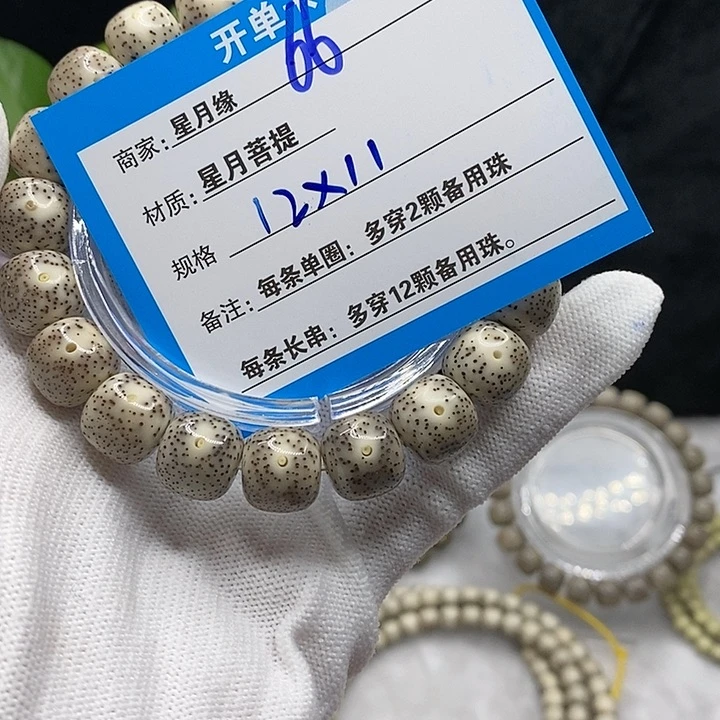 开单
66
商家：星月缘
材质：星月菩提
规格 12×11
备注：每条单圈：多穿2颗备用珠
每条长串：多穿12颗备用珠。